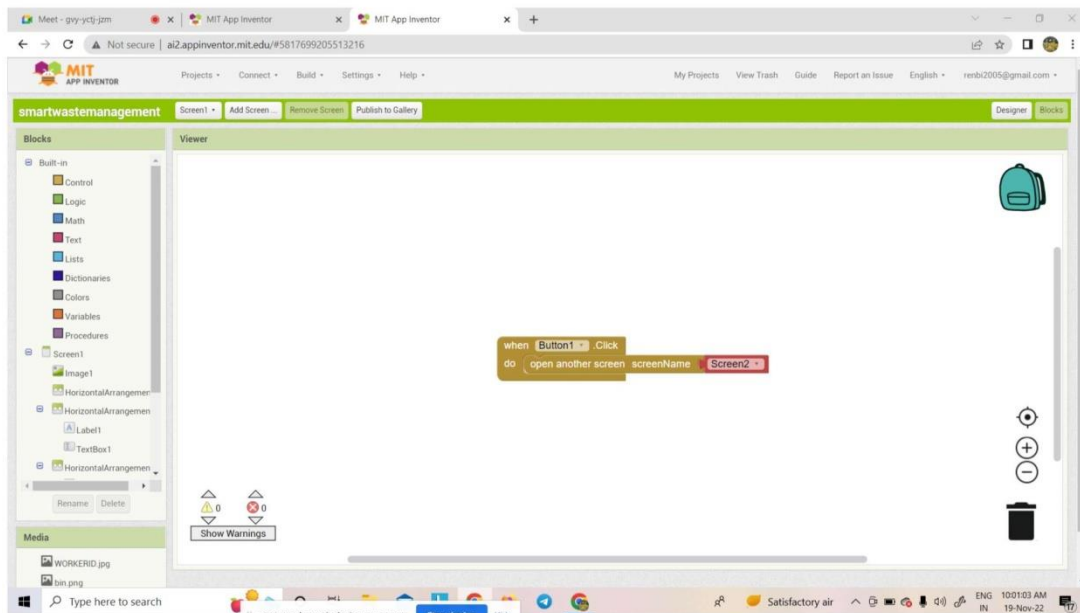 Meet - gvy-yctj-jzm
MIT App Inventor
MIT App Inventor
Not secure | ai2.appinventor.mit.edu/#5817699205513216
MIT
APP INVENTOR
Projects
Connect
Build
Settings
Help
My Projects
View Trash
Guide
Report an Issue
English
renbi2005@gmail.com
smartwastemanagement
Screen1
Add Screen ...
Remove Screen
Publish to Gallery
Designer
Blocks
Blocks
Viewer
Built-in
Control
Logic
Math
Text
Lists
Dictionaries
Colors
Variables
Procedures
Screen1
Image1
HorizontalArrangemen
HorizontalArrangemen
Label1
TextBox1
HorizontalArrangemen
Rename Delete
when Button1 .Click
do open another screen screenName Screen2
0 0
Show Warnings
Media
WORKERID.jpg
bin.png
Type here to search
Satisfactory air
ENG
IN
10:01:03 AM
19-Nov-22